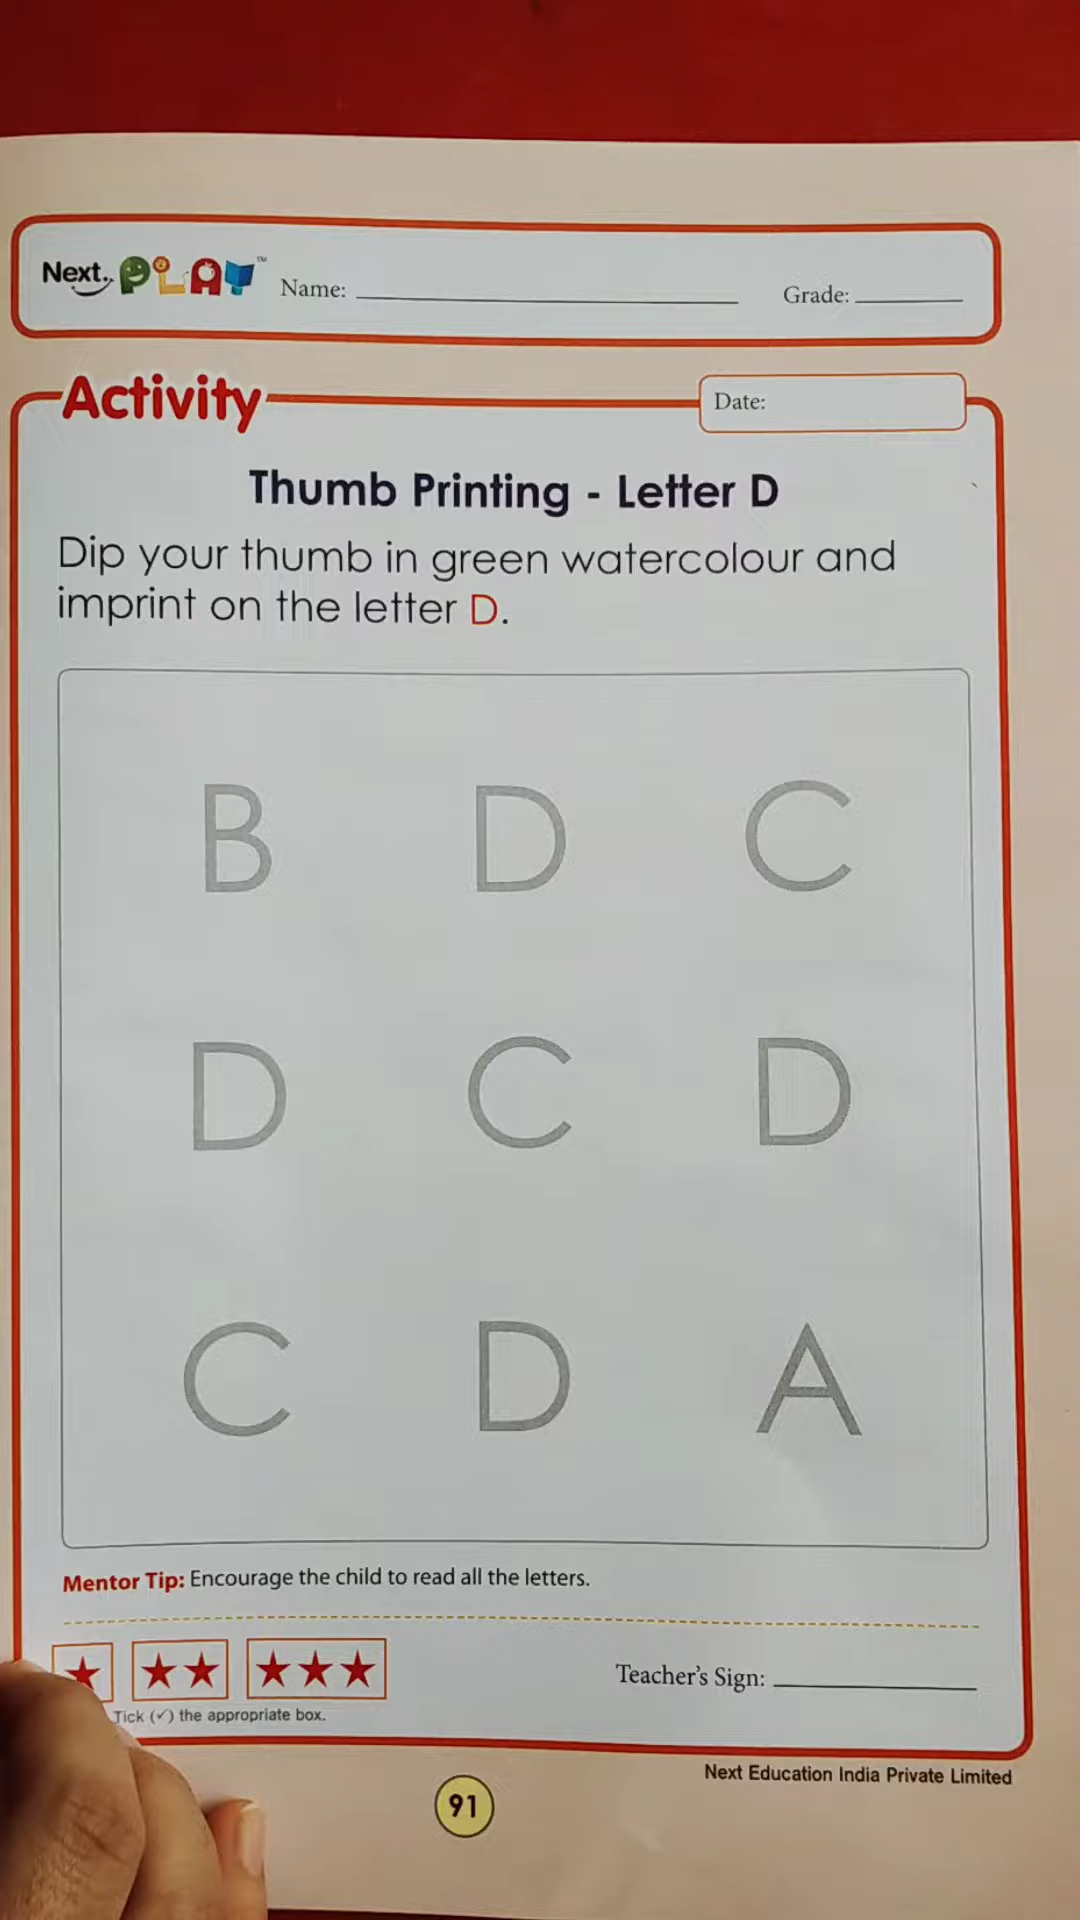 Next. PLAY™ Name: Grade:
Activity Date:
Thumb Printing - Letter D
Dip your thumb in green watercolour and
imprint on the letter D.
B D C
D C D
C D A
Mentor Tip: Encourage the child to read all the letters.
Teacher's Sign:
Tick (✓) the appropriate box.
Next Education India Private Limited
91